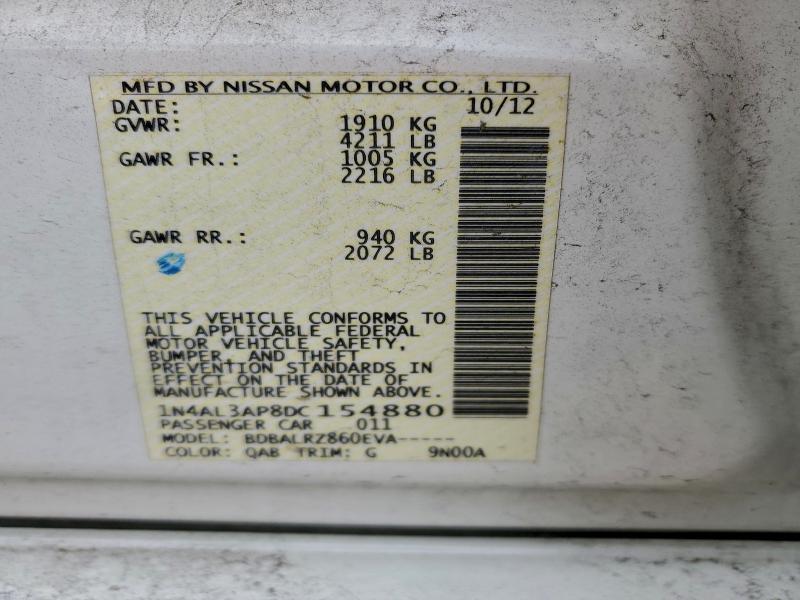 MFD BY NISSAN MOTOR CO., LTD.
DATE: 10/12
GVWR: 1910 KG
4211 LB
GAWR FR.: 1005 KG
2216 LB
GAWR RR.: 940 KG
2072 LB
THIS VEHICLE CONFORMS TO
ALL APPLICABLE FEDERAL
MOTOR VEHICLE SAFETY,
BUMPER, AND THEFT
PREVENTION STANDARDS IN
EFFECT ON THE DATE OF
MANUFACTURE SHOWN ABOVE.
1N4AL3AP8DC154880
PASSENGER CAR 011
MODEL: BDBALRZ860EVA-----
COLOR: QAB TRIM: G 9N00A